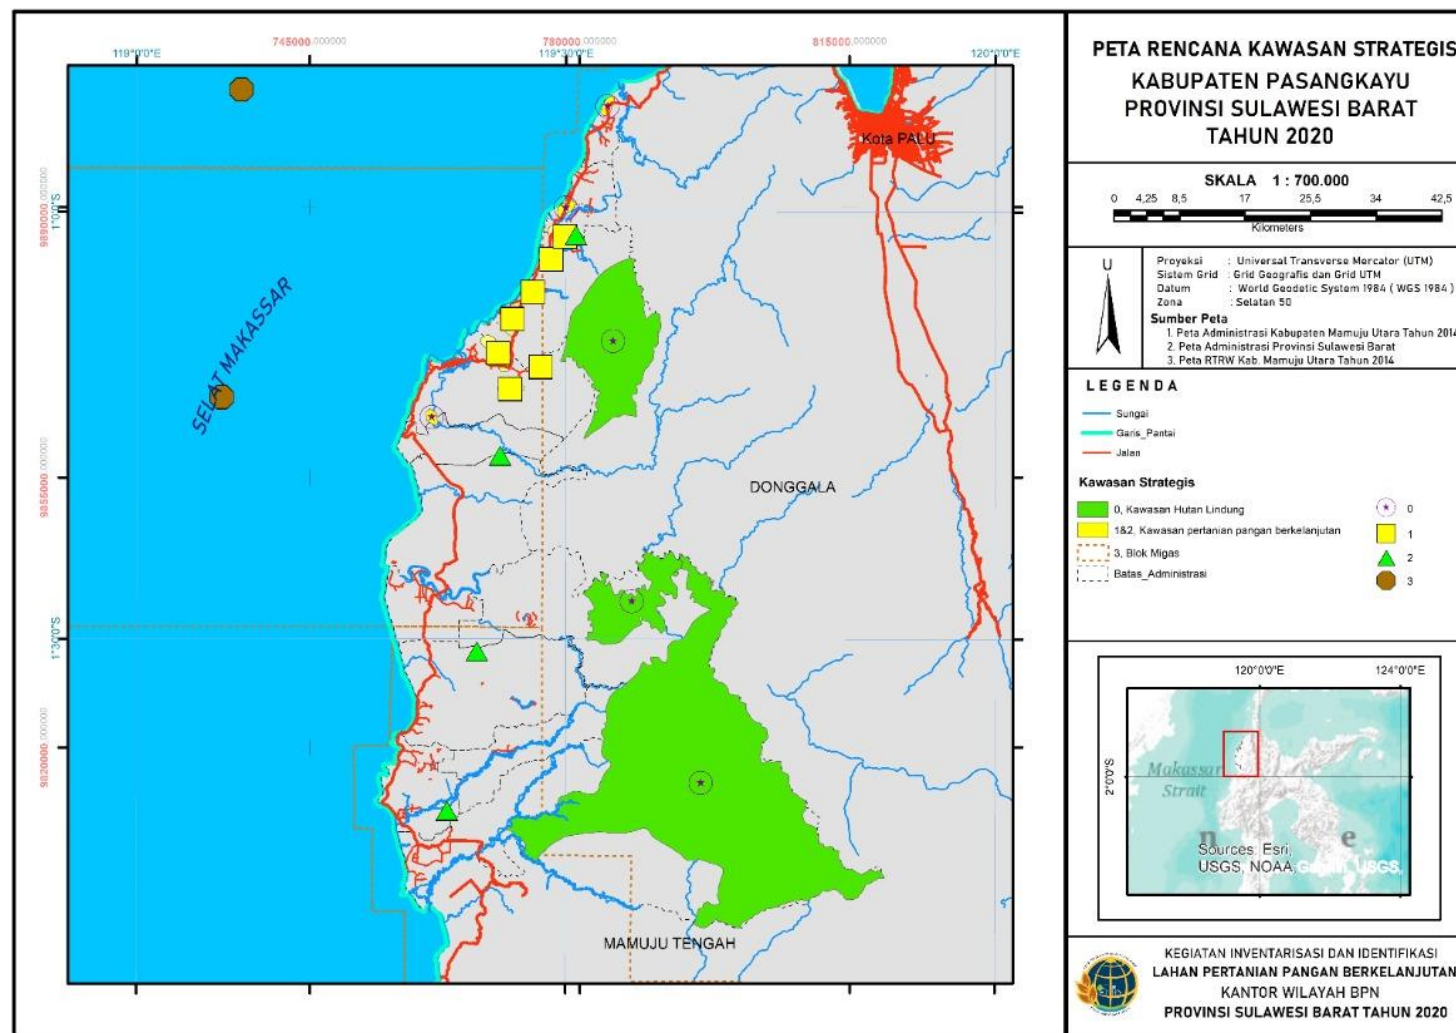 745000.000000
780000.000000
815000.000000
119°0'0"E
119°30'0"E
120°0'0"E
9890000.000000
1°0'0"S
9855000.000000
1°30'0"S
9820000.000000
Kota PALU
SELAT MAKASSAR
DONGGALA
MAMUJU TENGAH
PETA RENCANA KAWASAN STRATEGIS
KABUPATEN PASANGKAYU
PROVINSI SULAWESI BARAT
TAHUN 2020
SKALA 1 : 700.000
0 4,25 8,5 17 25,5 34 42,5
Kilometers
U
Proyeksi : Universal Transverse Mercator (UTM)
Sistem Grid : Grid Geografis dan Grid UTM
Datum : World Geodetic System 1984 ( WGS 1984 )
Zona : Selatan 50
Sumber Peta
1. Peta Administrasi Kabupaten Mamuju Utara Tahun 2014
2. Peta Administrasi Provinsi Sulawesi Barat
3. Peta RTRW Kab. Mamuju Utara Tahun 2014
LEGENDA
Sungai
Garis_Pantai
Jalan
Kawasan Strategis
0, Kawasan Hutan Lindung
1&2, Kawasan pertanian pangan berkelanjutan
3, Blok Migas
Batas_Administrasi
0
1
2
3
120°0'0"E
124°0'0"E
2°0'0"S
Makassar
Strait
n e
Sources: Esri,
USGS, NOAA, Garmin, USGS,
KEGIATAN INVENTARISASI DAN IDENTIFIKASI
LAHAN PERTANIAN PANGAN BERKELANJUTAN
KANTOR WILAYAH BPN
PROVINSI SULAWESI BARAT TAHUN 2020